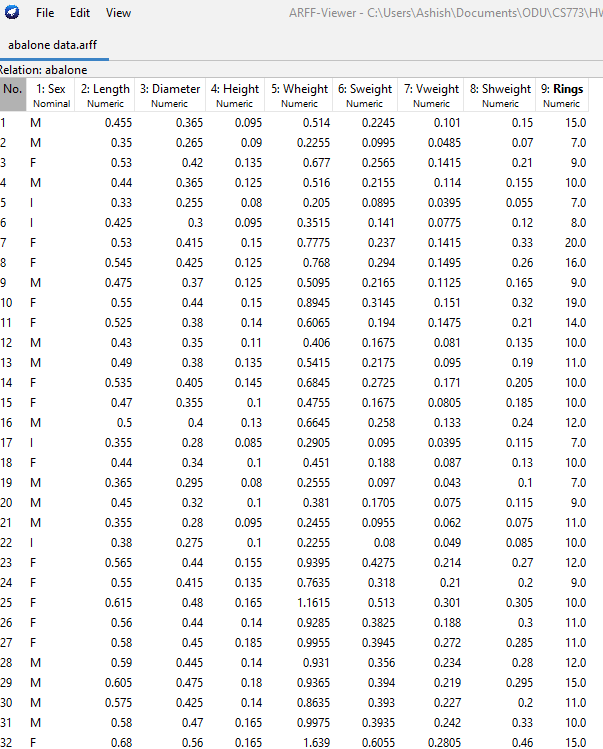 File Edit View ARFF-Viewer - C:\Users\Ashish\Documents\ODU\CS773\HW
abalone data.arff
Relation: abalone
No. 1: Sex 2: Length 3: Diameter 4: Height 5: Wheight 6: Sweight 7: Vweight 8: Shweight 9: Rings
Nominal Numeric Numeric Numeric Numeric Numeric Numeric Numeric Numeric
1 M 0.455 0.365 0.095 0.514 0.2245 0.101 0.15 15.0
2 M 0.35 0.265 0.09 0.2255 0.0995 0.0485 0.07 7.0
3 F 0.53 0.42 0.135 0.677 0.2565 0.1415 0.21 9.0
4 M 0.44 0.365 0.125 0.516 0.2155 0.114 0.155 10.0
5 I 0.33 0.255 0.08 0.205 0.0895 0.0395 0.055 7.0
6 I 0.425 0.3 0.095 0.3515 0.141 0.0775 0.12 8.0
7 F 0.53 0.415 0.15 0.7775 0.237 0.1415 0.33 20.0
8 F 0.545 0.425 0.125 0.768 0.294 0.1495 0.26 16.0
9 M 0.475 0.37 0.125 0.5095 0.2165 0.1125 0.165 9.0
10 F 0.55 0.44 0.15 0.8945 0.3145 0.151 0.32 19.0
11 F 0.525 0.38 0.14 0.6065 0.194 0.1475 0.21 14.0
12 M 0.43 0.35 0.11 0.406 0.1675 0.081 0.135 10.0
13 M 0.49 0.38 0.135 0.5415 0.2175 0.095 0.19 11.0
14 F 0.535 0.405 0.145 0.6845 0.2725 0.171 0.205 10.0
15 F 0.47 0.355 0.1 0.4755 0.1675 0.0805 0.185 10.0
16 M 0.5 0.4 0.13 0.6645 0.258 0.133 0.24 12.0
17 I 0.355 0.28 0.085 0.2905 0.095 0.0395 0.115 7.0
18 F 0.44 0.34 0.1 0.451 0.188 0.087 0.13 10.0
19 M 0.365 0.295 0.08 0.2555 0.097 0.043 0.1 7.0
20 M 0.45 0.32 0.1 0.381 0.1705 0.075 0.115 9.0
21 M 0.355 0.28 0.095 0.2455 0.0955 0.062 0.075 11.0
22 I 0.38 0.275 0.1 0.2255 0.08 0.049 0.085 10.0
23 F 0.565 0.44 0.155 0.9395 0.4275 0.214 0.27 12.0
24 F 0.55 0.415 0.135 0.7635 0.318 0.21 0.2 9.0
25 F 0.615 0.48 0.165 1.1615 0.513 0.301 0.305 10.0
26 F 0.56 0.44 0.14 0.9285 0.3825 0.188 0.3 11.0
27 F 0.58 0.45 0.185 0.9955 0.3945 0.272 0.285 11.0
28 M 0.59 0.445 0.14 0.931 0.356 0.234 0.28 12.0
29 M 0.605 0.475 0.18 0.9365 0.394 0.219 0.295 15.0
30 M 0.575 0.425 0.14 0.8635 0.393 0.227 0.2 11.0
31 M 0.58 0.47 0.165 0.9975 0.3935 0.242 0.33 10.0
32 F 0.68 0.56 0.165 1.639 0.6055 0.2805 0.46 15.0